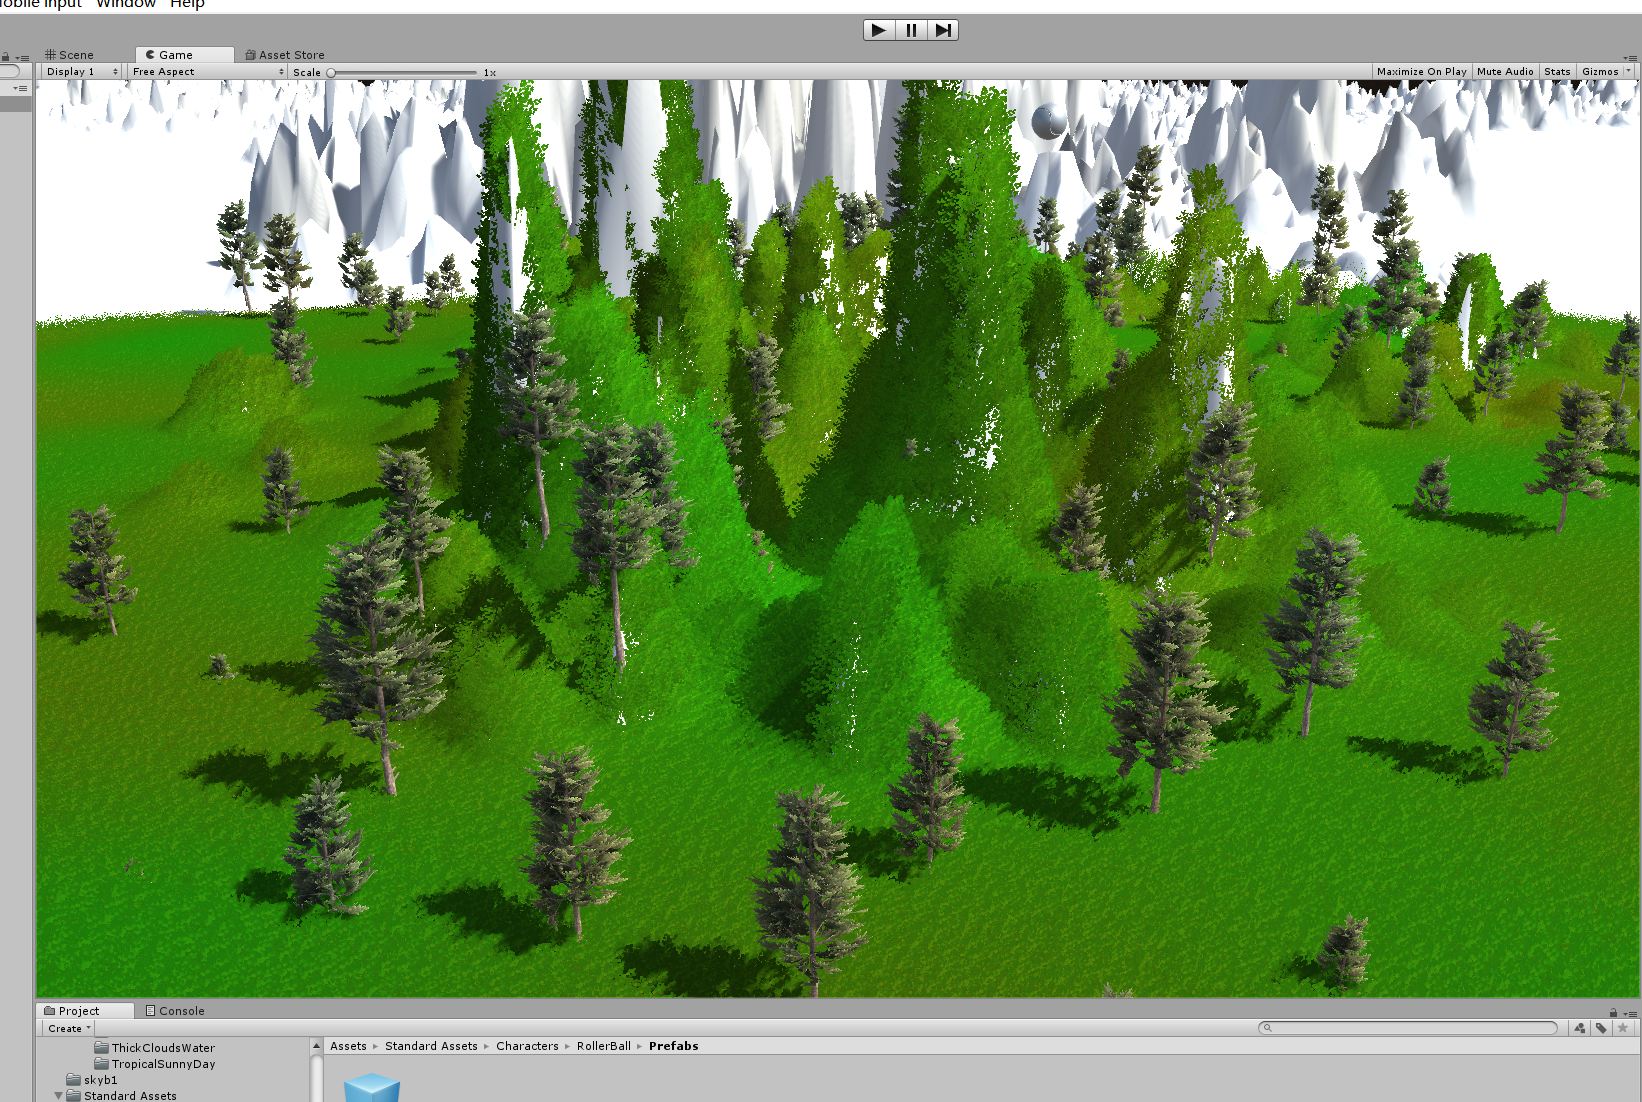 Mobile Input Window Help
Scene Game Asset Store
Display 1 Free Aspect Scale 1x Maximize On Play Mute Audio Stats Gizmos
Project Console
Create
Assets Standard Assets Characters RollerBall Prefabs
ThickCloudsWater
TropicalSunnyDay
skyb1
Standard Assets